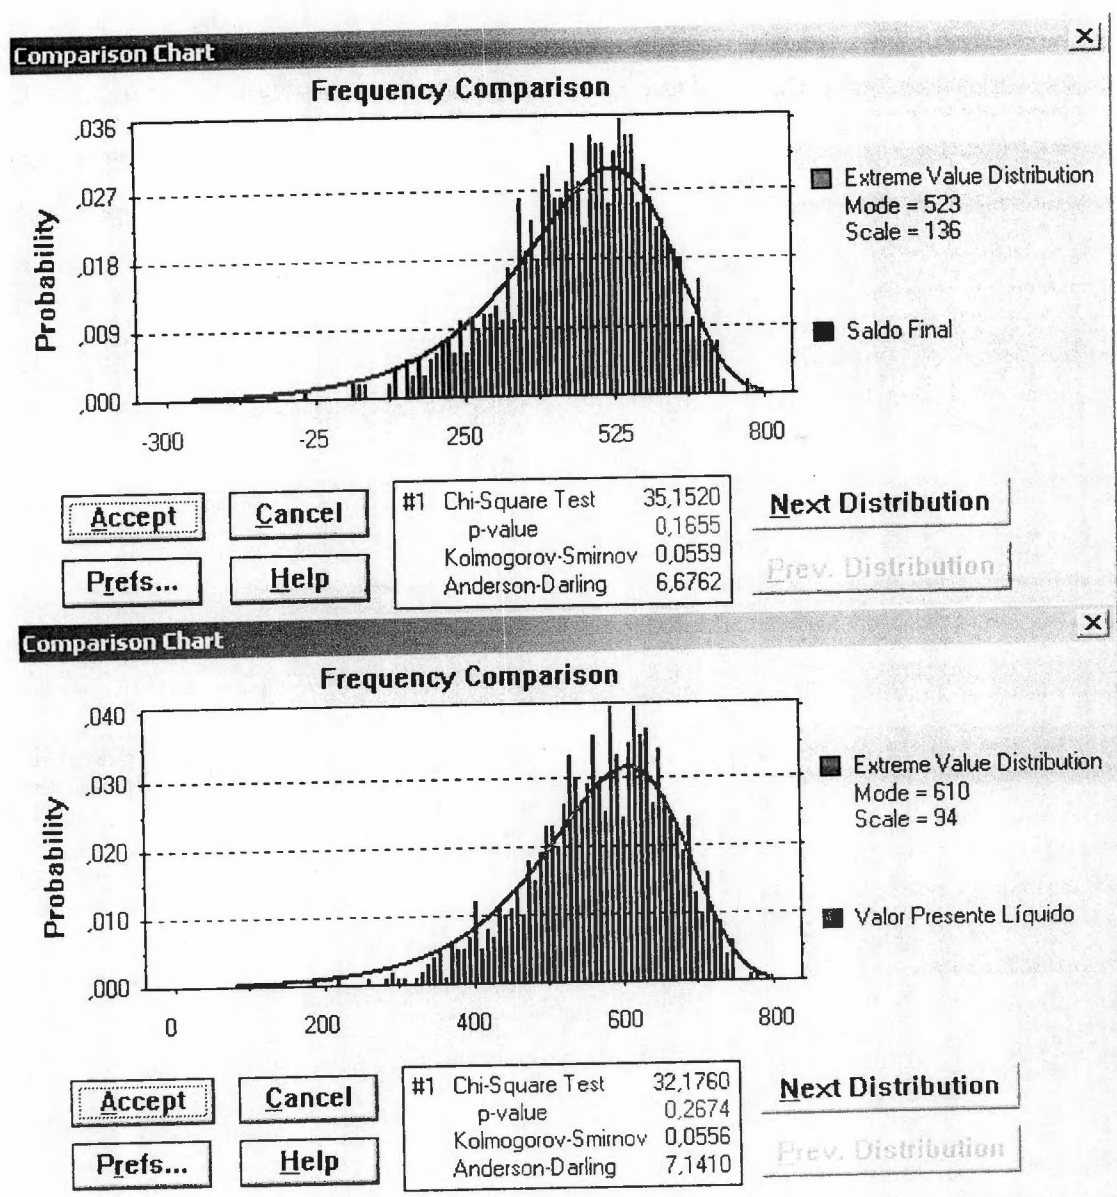 Comparison Chart
Frequency Comparison
Probability
,036
,027
,018
,009
,000
-300 -25 250 525 800
Extreme Value Distribution
Mode = 523
Scale = 136
Saldo Final
Accept
Cancel
Prefs...
Help
#1 Chi-Square Test 35,1520
p-value 0,1655
Kolmogorov-Smirnov 0,0559
Anderson-Darling 6,6762
Next Distribution
Prev. Distribution
Comparison Chart
Frequency Comparison
Probability
,040
,030
,020
,010
,000
0 200 400 600 800
Extreme Value Distribution
Mode = 610
Scale = 94
Valor Presente Líquido
Accept
Cancel
Prefs...
Help
#1 Chi-Square Test 32,1760
p-value 0,2674
Kolmogorov-Smirnov 0,0556
Anderson-Darling 7,1410
Next Distribution
Prev. Distribution